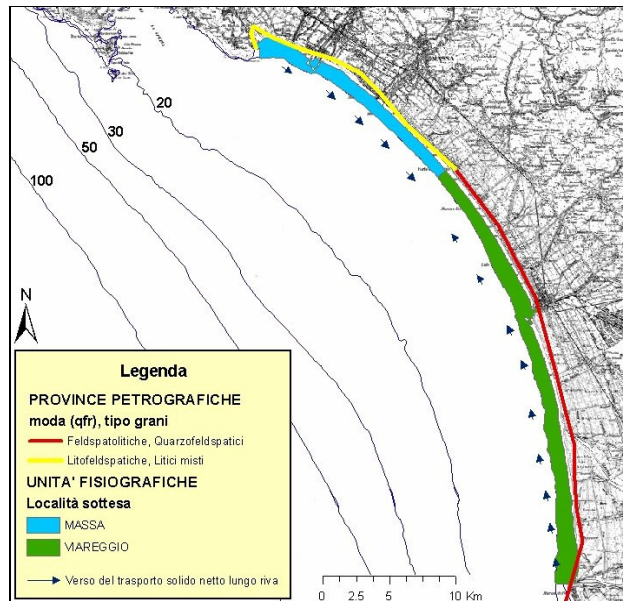 20
30
50
100
N
Legenda
PROVINCE PETROGRAFICHE
moda (qfr), tipo grani
Feldspatolitiche, Quarzofeldspatici
Litofeldspatiche, Litici misti
UNITA' FISIOGRAFICHE
Località sottesa
MASSA
VIAREGGIO
Verso del trasporto solido netto lungo riva
0 2.5 5 10 Km